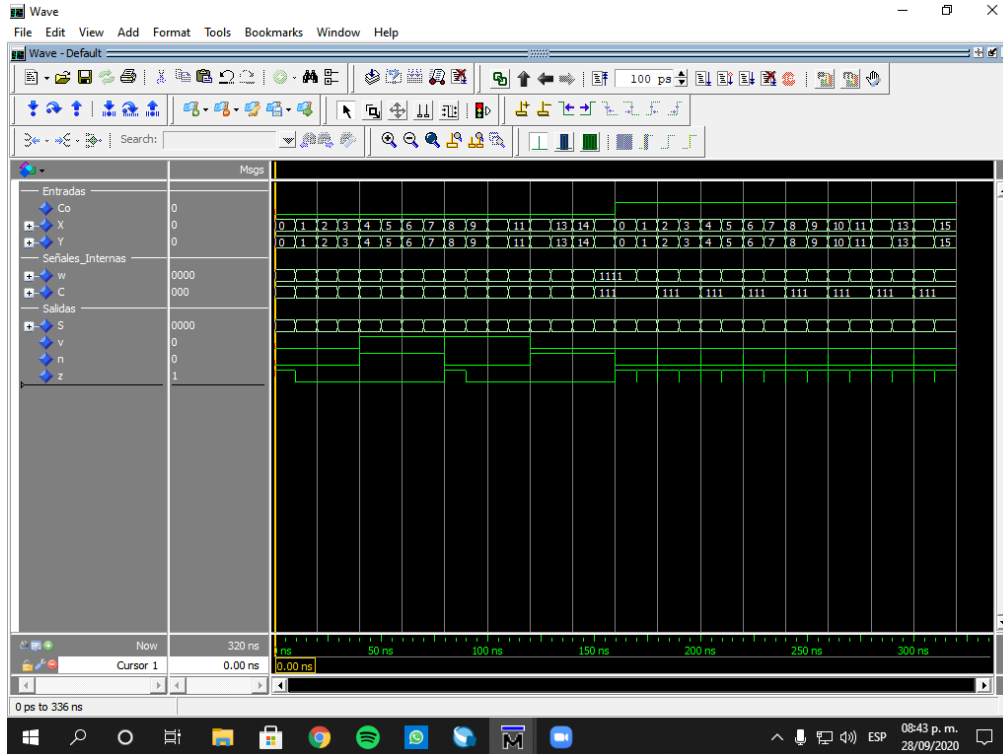 Wave
File Edit View Add Format Tools Bookmarks Window Help
Wave - Default
100 ps
Search:
Msgs
Entradas
Co 0
X 0 0 1 2 3 4 5 6 7 8 9 11 13 14 0 1 2 3 4 5 6 7 8 9 10 11 13 15
Y 0 0 1 2 3 4 5 6 7 8 9 11 13 14 0 1 2 3 4 5 6 7 8 9 10 11 13 15
Señales_Internas
w 0000 1111
C 000 111 111 111 111 111 111 111 111
Salidas
S 0000
v 0
n 0
z 1
Now 320 ns ns 50 ns 100 ns 150 ns 200 ns 250 ns 300 ns
Cursor 1 0.00 ns 0.00 ns
0 ps to 336 ns
ESP
08:43 p. m.
28/09/2020